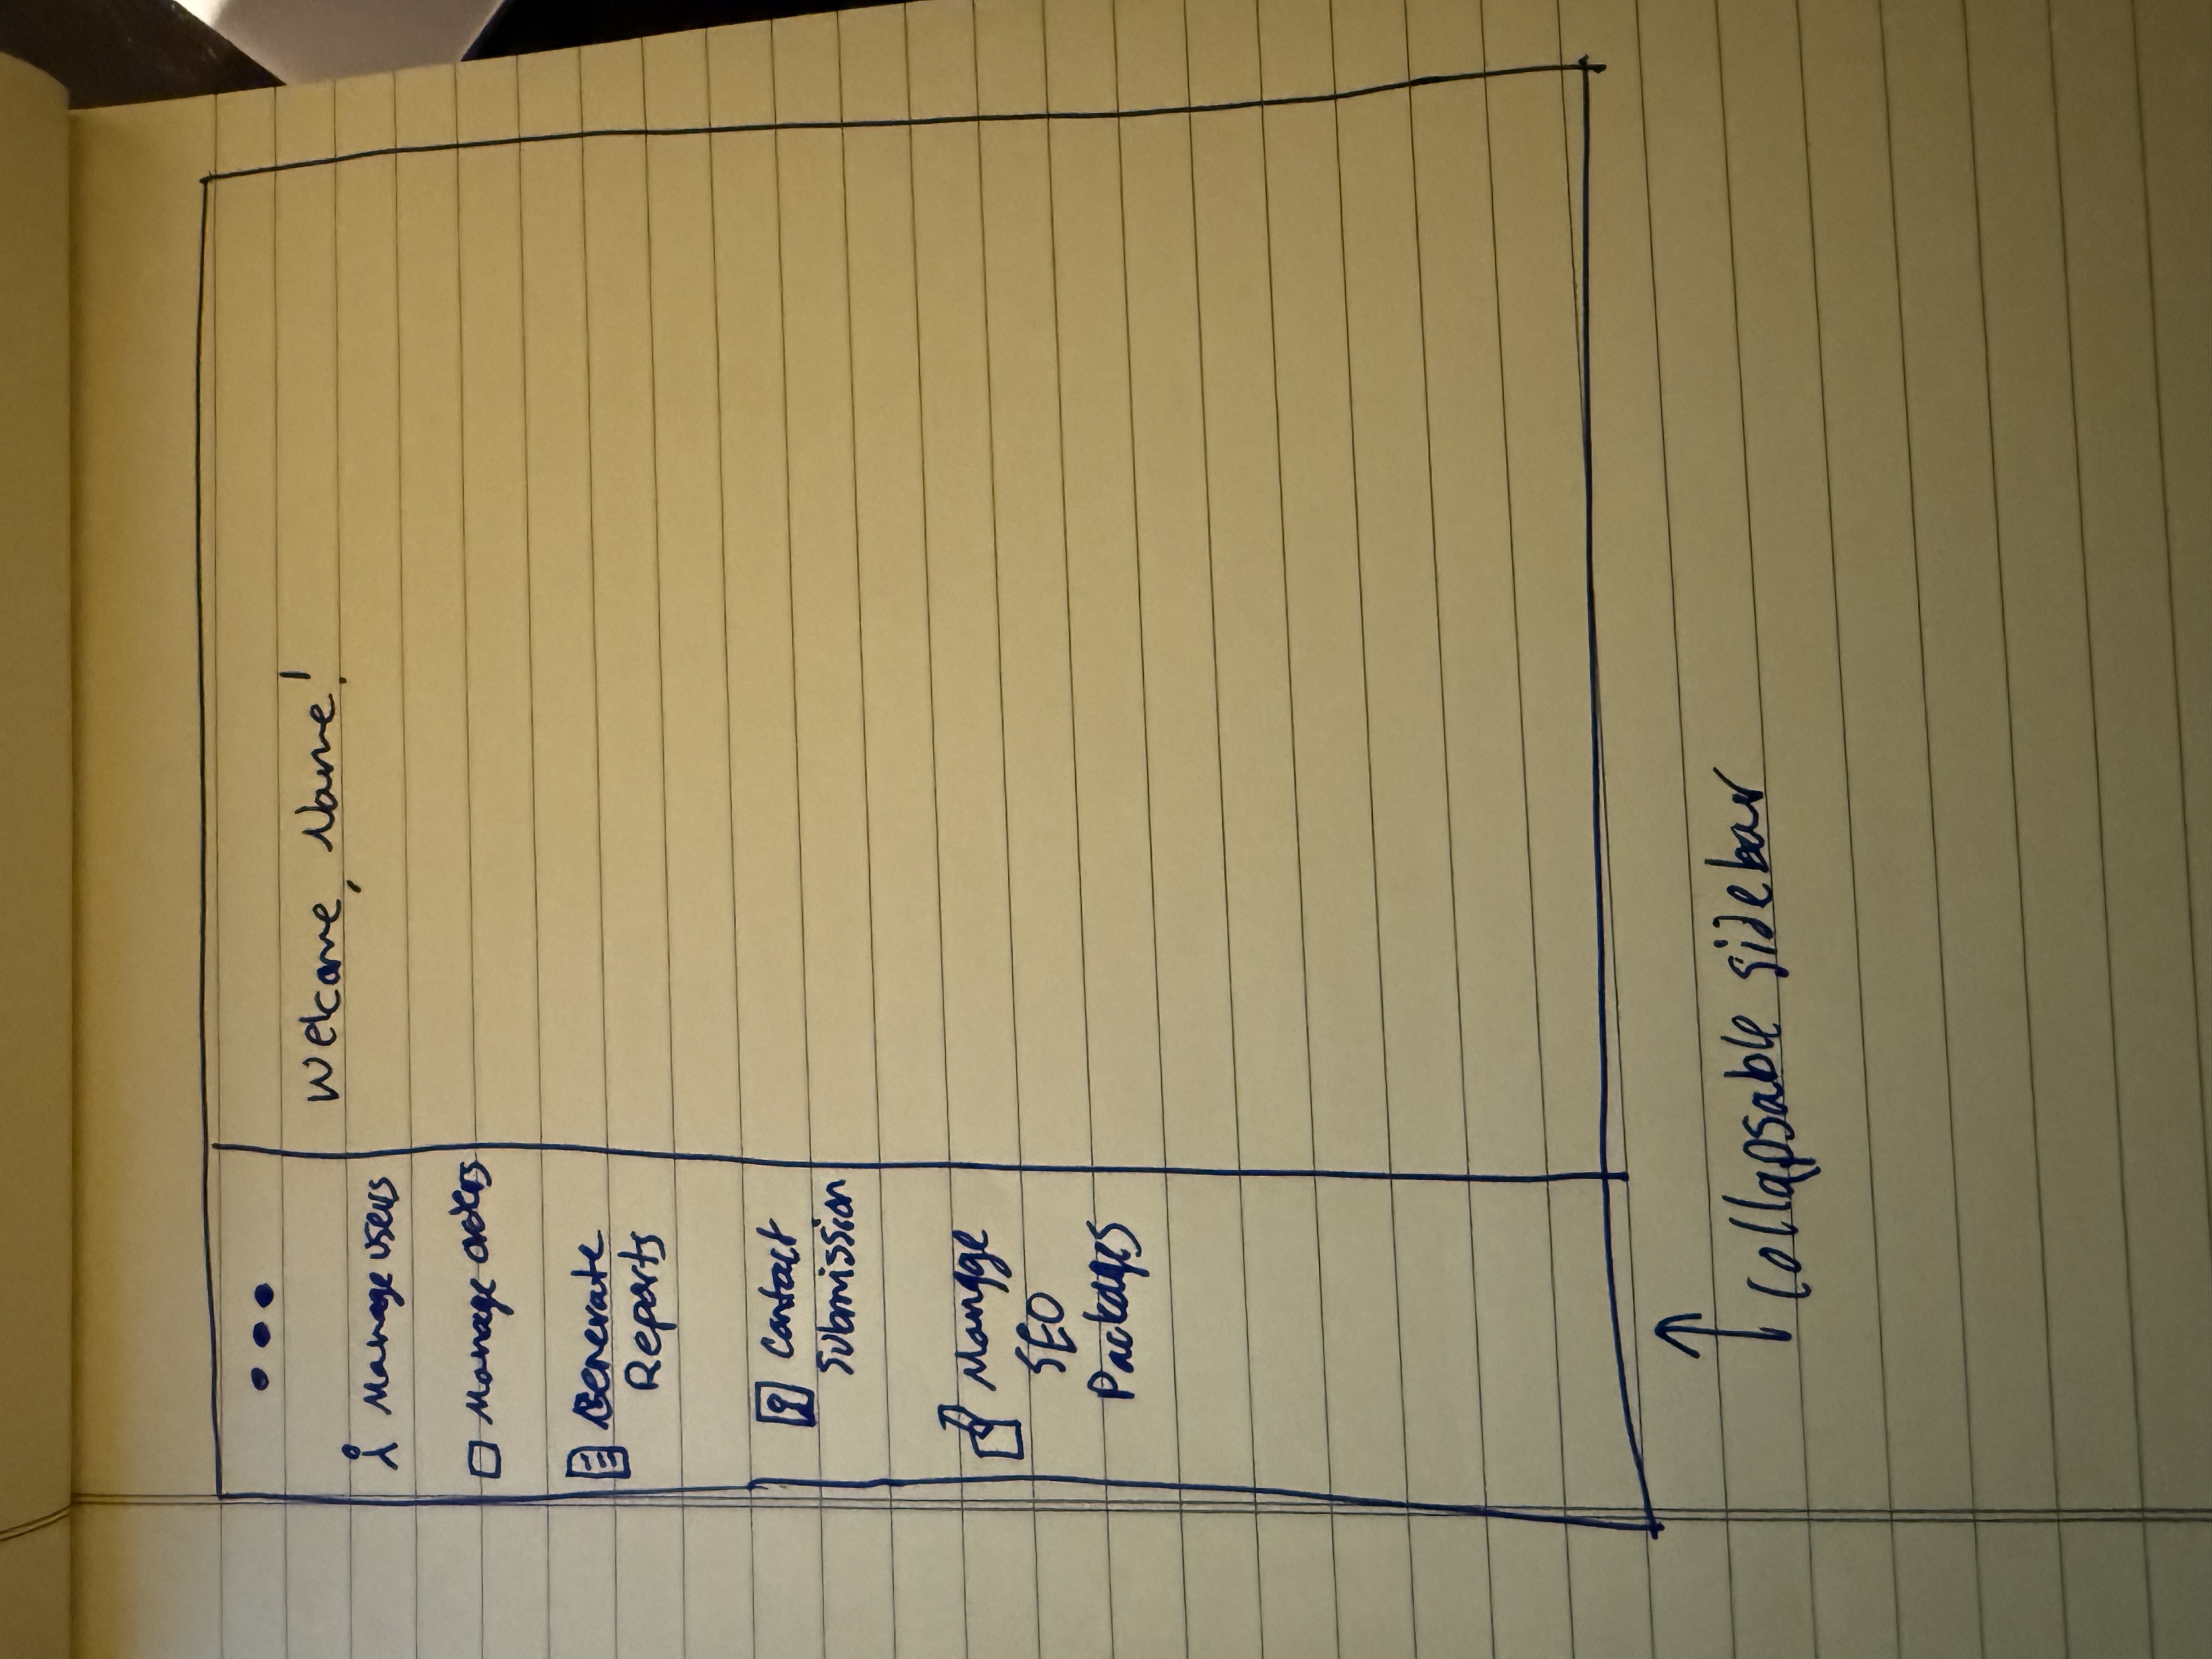 Welcome, Name!
Manage users
Manage orders
Generate
Reports
Contact
Submission
Manage
SEO
Packages
collapsable sidebar